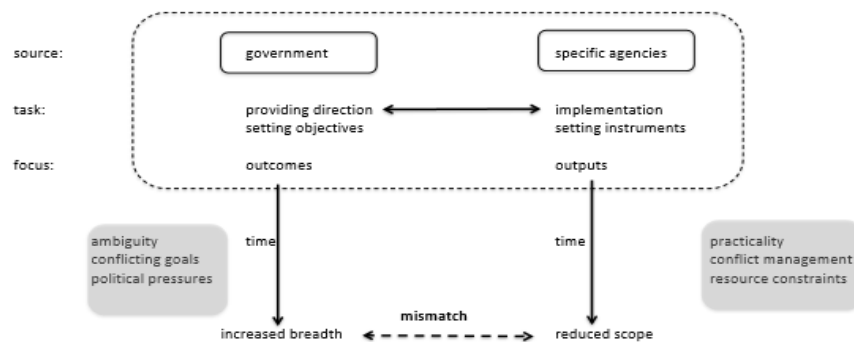 source: government specific agencies
task: providing direction implementation
setting objectives setting instruments
focus: outcomes outputs
ambiguity time time practicality
conflicting goals conflict management
political pressures resource constraints
mismatch
increased breadth reduced scope